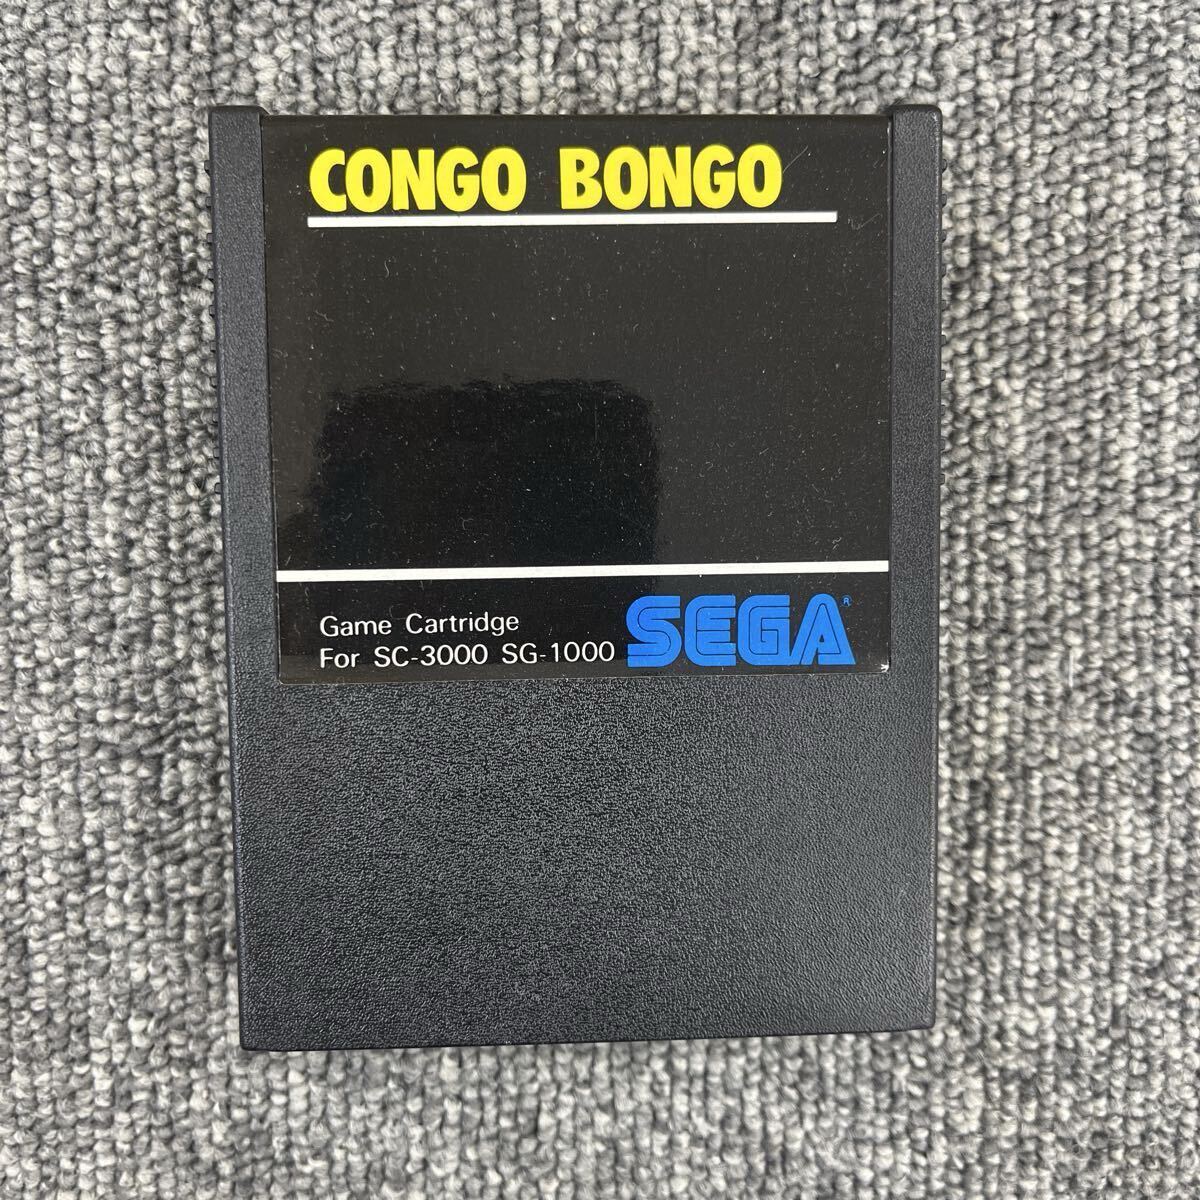 CONGO BONGO
Game Cartridge
For SC-3000 SG-1000
SEGA®